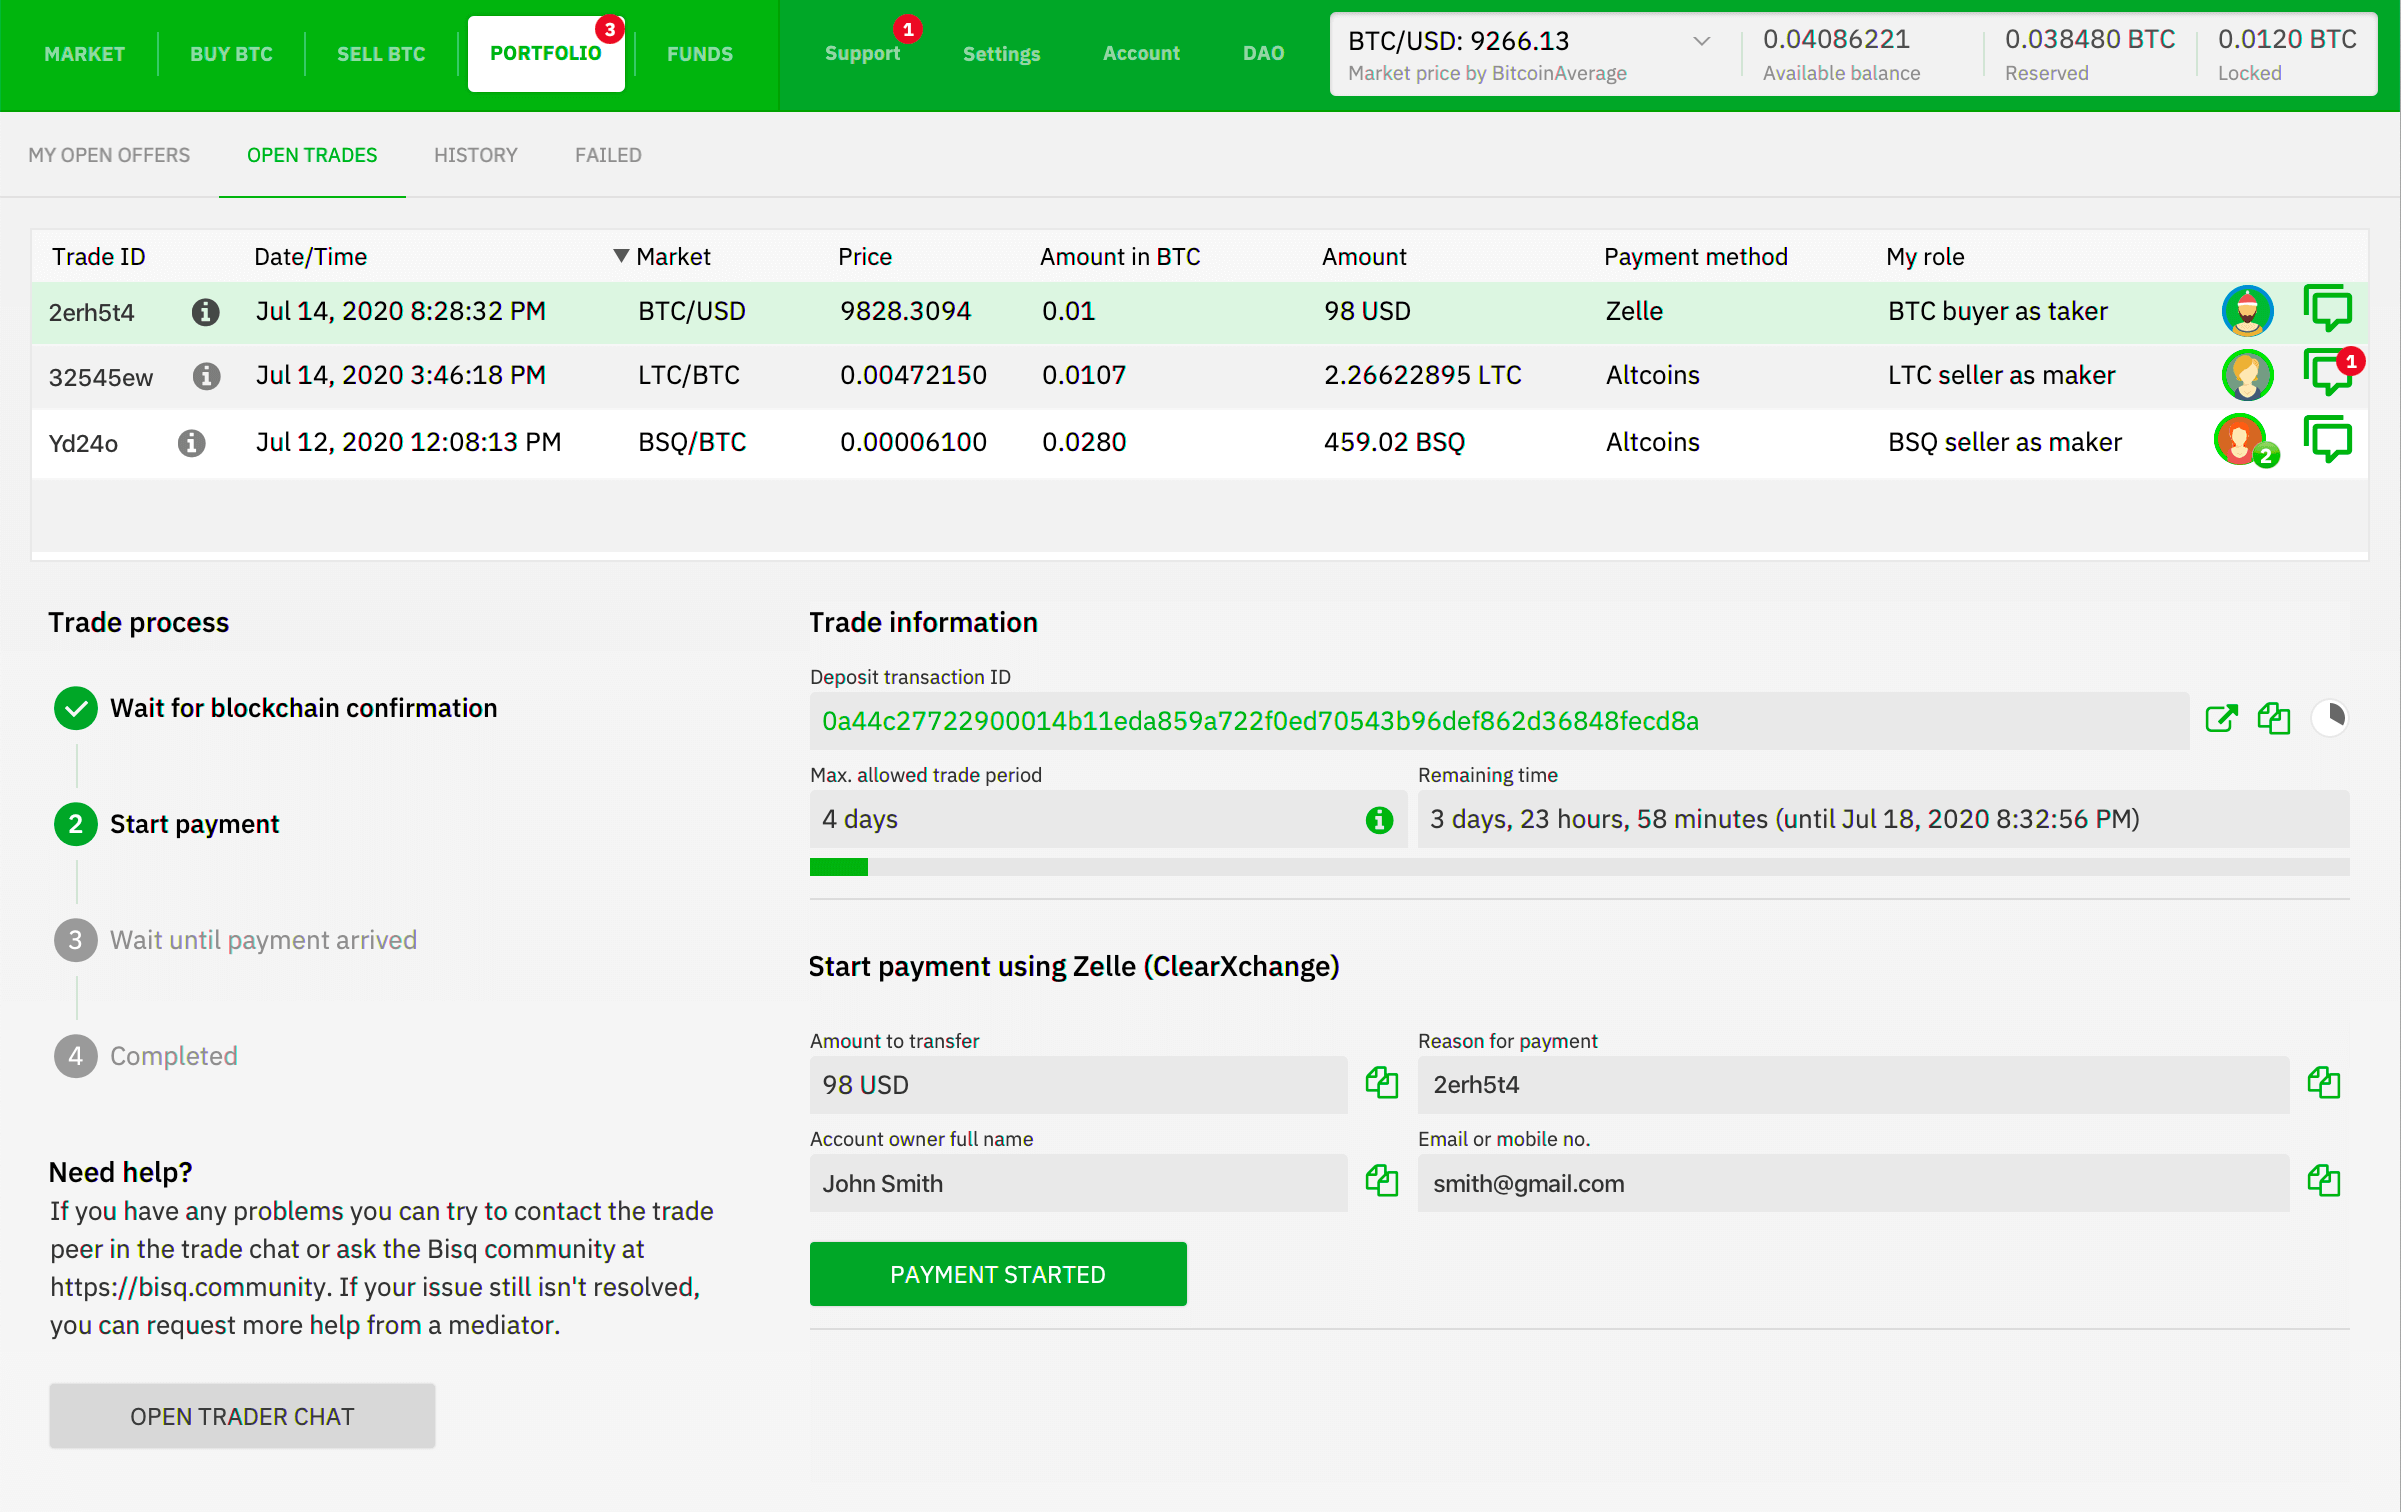 MARKET
BUY BTC
SELL BTC
PORTFOLIO
3
FUNDS
Support
1
Settings
Account
DAO
BTC/USD: 9266.13
Market price by BitcoinAverage
0.04086221
Available balance
0.038480 BTC
Reserved
0.0120 BTC
Locked
MY OPEN OFFERS
OPEN TRADES
HISTORY
FAILED
Trade ID Date/Time Market Price Amount in BTC Amount Payment method My role
2erh5t4 Jul 14, 2020 8:28:32 PM BTC/USD 9828.3094 0.01 98 USD Zelle BTC buyer as taker
32545ew Jul 14, 2020 3:46:18 PM LTC/BTC 0.00472150 0.0107 2.26622895 LTC Altcoins LTC seller as maker 1
Yd24o Jul 12, 2020 12:08:13 PM BSQ/BTC 0.00006100 0.0280 459.02 BSQ Altcoins BSQ seller as maker 2
Trade process
Wait for blockchain confirmation
2 Start payment
3 Wait until payment arrived
4 Completed
Need help?
If you have any problems you can try to contact the trade
peer in the trade chat or ask the Bisq community at
https://bisq.community. If your issue still isn't resolved,
you can request more help from a mediator.
OPEN TRADER CHAT
Trade information
Deposit transaction ID
0a44c27722900014b11eda859a722f0ed70543b96def862d36848fecd8a
Max. allowed trade period
4 days
Remaining time
3 days, 23 hours, 58 minutes (until Jul 18, 2020 8:32:56 PM)
Start payment using Zelle (ClearXchange)
Amount to transfer
98 USD
Reason for payment
2erh5t4
Account owner full name
John Smith
Email or mobile no.
smith@gmail.com
PAYMENT STARTED